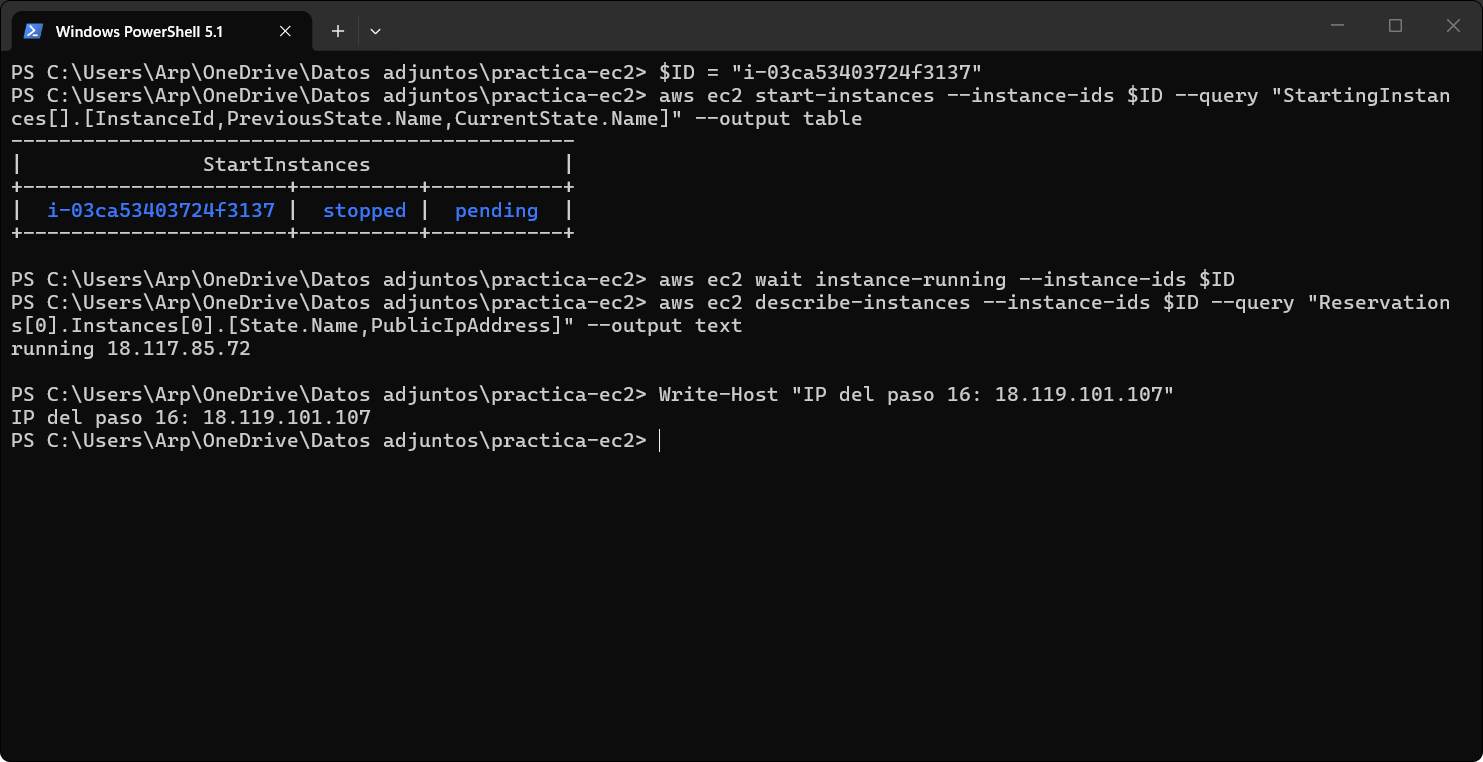 Windows PowerShell 5.1
PS C:\Users\Arp\OneDrive\Datos adjuntos\practica-ec2> $ID = "i-03ca53403724f3137"
PS C:\Users\Arp\OneDrive\Datos adjuntos\practica-ec2> aws ec2 start-instances --instance-ids $ID --query "StartingInstan
ces[].[InstanceId,PreviousState.Name,CurrentState.Name]" --output table
-----------------------------------------------
|               StartInstances                |
+----------------------+----------+-----------+
|  i-03ca53403724f3137 |  stopped |  pending  |
+----------------------+----------+-----------+
PS C:\Users\Arp\OneDrive\Datos adjuntos\practica-ec2> aws ec2 wait instance-running --instance-ids $ID
PS C:\Users\Arp\OneDrive\Datos adjuntos\practica-ec2> aws ec2 describe-instances --instance-ids $ID --query "Reservation
s[0].Instances[0].[State.Name,PublicIpAddress]" --output text
running 18.117.85.72
PS C:\Users\Arp\OneDrive\Datos adjuntos\practica-ec2> Write-Host "IP del paso 16: 18.119.101.107"
IP del paso 16: 18.119.101.107
PS C:\Users\Arp\OneDrive\Datos adjuntos\practica-ec2>